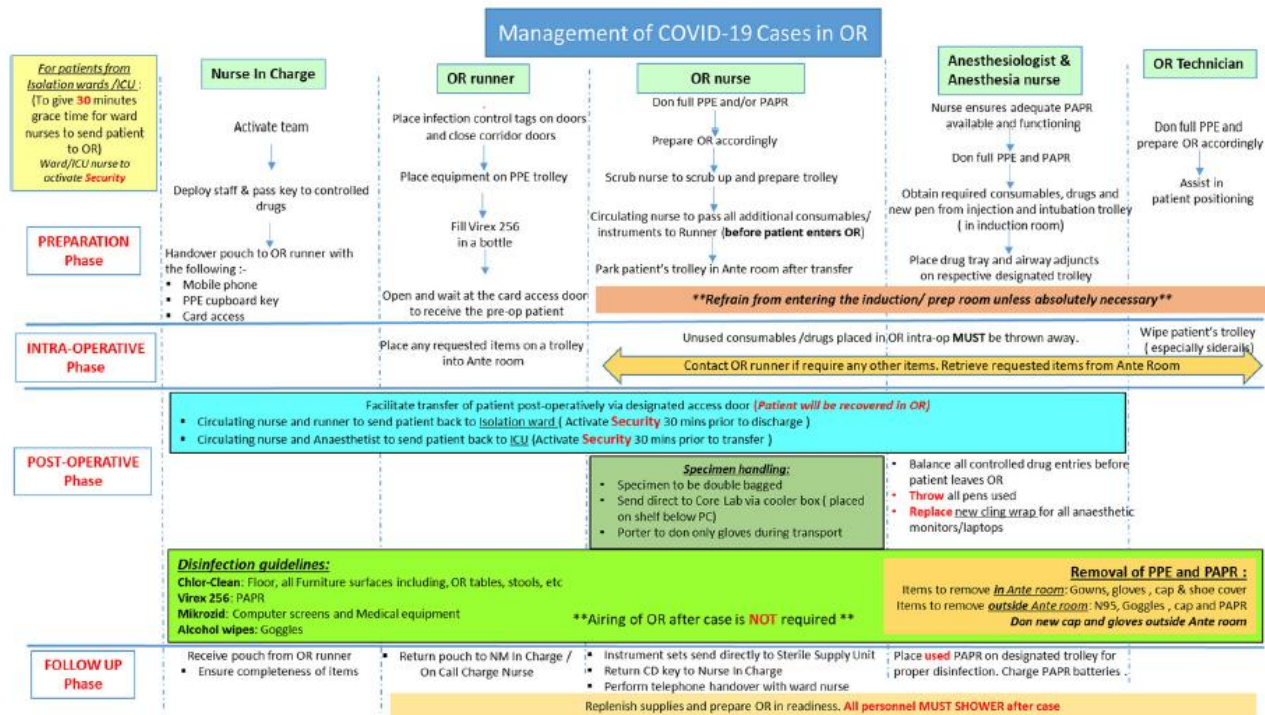 Management of COVID-19 Cases in OR
For patients from
Isolation wards /ICU :
(To give 30 minutes
grace time for ward
nurses to send patient
to OR)
Ward/ICU nurse to
activate Security
Nurse In Charge
OR runner
OR nurse
Anesthesiologist &
Anesthesia nurse
OR Technician
PREPARATION
Phase
Activate team
Deploy staff & pass key to controlled
drugs
Handover pouch to OR runner with
the following :-
▪ Mobile phone
▪ PPE cupboard key
▪ Card access
Place infection control tags on doors
and close corridor doors
Place equipment on PPE trolley
Fill Virex 256
in a bottle
Open and wait at the card access door
to receive the pre-op patient
Don full PPE and/or PAPR
Prepare OR accordingly
Scrub nurse to scrub up and prepare trolley
Circulating nurse to pass all additional consumables/
instruments to Runner (before patient enters OR)
Park patient's trolley in Ante room after transfer
Nurse ensures adequate PAPR
available and functioning
Don full PPE and PAPR
Obtain required consumables, drugs and
new pen from injection and intubation trolley
( in induction room)
Place drug tray and airway adjuncts
on respective designated trolley
Don full PPE and
prepare OR accordingly
Assist in
patient positioning
**Refrain from entering the induction/ prep room unless absolutely necessary**
INTRA-OPERATIVE
Phase
Place any requested items on a trolley
into Ante room
Unused consumables /drugs placed in OR intra-op MUST be thrown away.
Wipe patient's trolley
( especially siderails)
Contact OR runner if require any other items. Retrieve requested items from Ante Room
POST-OPERATIVE
Phase
Facilitate transfer of patient post-operatively via designated access door (Patient will be recovered in OR)
▪ Circulating nurse and runner to send patient back to Isolation ward ( Activate Security 30 mins prior to discharge )
▪ Circulating nurse and Anaesthetist to send patient back to ICU (Activate Security 30 mins prior to transfer )
Specimen handling:
• Specimen to be double bagged
• Send direct to Core Lab via cooler box ( placed
on shelf below PC)
• Porter to don only gloves during transport
• Balance all controlled drug entries before
patient leaves OR
• Throw all pens used
• Replace new cling wrap for all anaesthetic
monitors/laptops
Disinfection guidelines:
Chlor-Clean: Floor, all Furniture surfaces including, OR tables, stools, etc
Virex 256: PAPR
Mikrozid: Computer screens and Medical equipment
Alcohol wipes: Goggles
**Airing of OR after case is NOT required **
Removal of PPE and PAPR :
Items to remove in Ante room: Gowns, gloves , cap & shoe cover
Items to remove outside Ante room: N95, Goggles , cap and PAPR
Don new cap and gloves outside Ante room
FOLLOW UP
Phase
Receive pouch from OR runner
▪ Ensure completeness of items
Return pouch to NM In Charge /
On Call Charge Nurse
▪ Instrument sets send directly to Sterile Supply Unit
▪ Return CD key to Nurse In Charge
▪ Perform telephone handover with ward nurse
Place used PAPR on designated trolley for
proper disinfection. Charge PAPR batteries .
Replenish supplies and prepare OR in readiness. All personnel MUST SHOWER after case